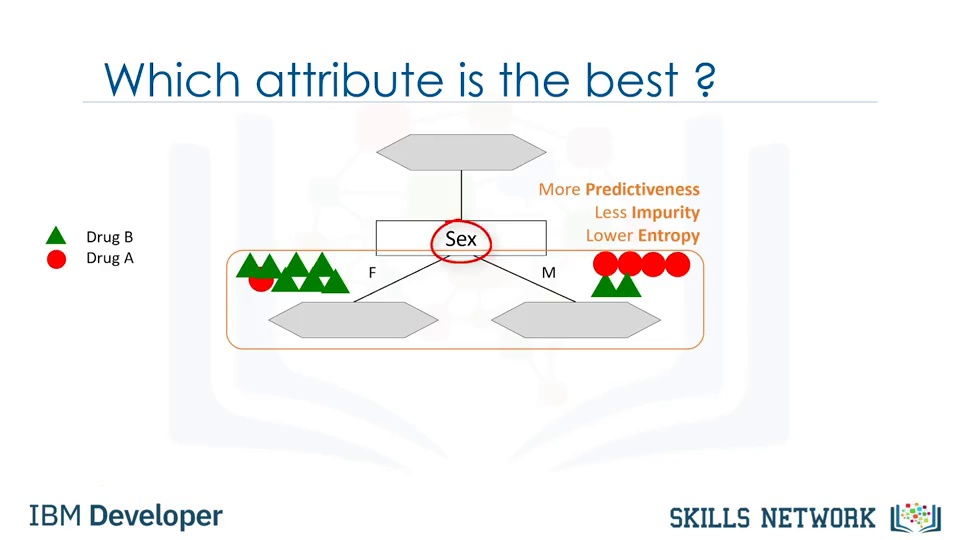 Which attribute is the best ?
More Predictiveness
Less Impurity
Lower Entropy
Sex
Drug B
Drug A
F
M
IBM Developer
SKILLS NETWORK